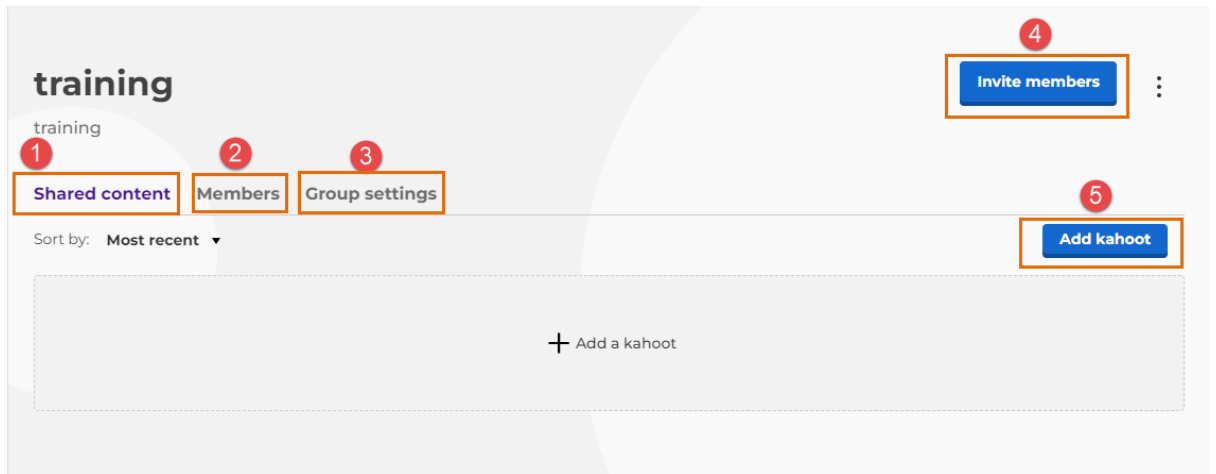 4
training
Invite members
training
1 2 3
Shared content Members Group settings
5
Sort by: Most recent Add kahoot
Add a kahoot